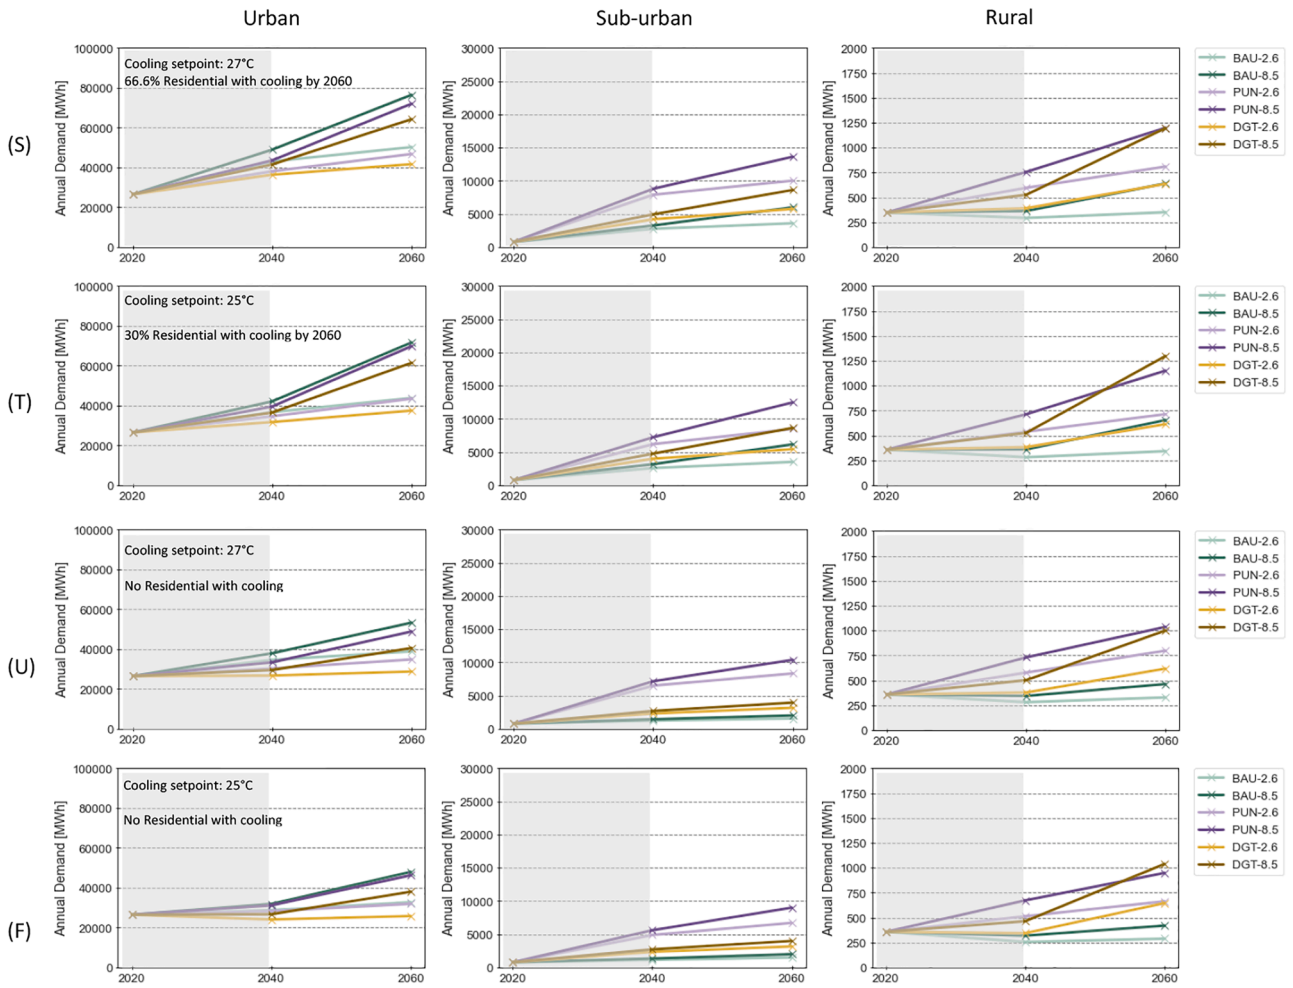 Urban
Sub-urban
Rural
(S)
Annual Demand [MWh]
100000
80000
60000
40000
20000
0
Cooling setpoint: 27°C
66.6% Residential with cooling by 2060
2020
2040
2060
Annual Demand [MWh]
30000
25000
20000
15000
10000
5000
0
2020
2040
2060
Annual Demand [MWh]
2000
1750
1500
1250
1000
750
500
250
0
2020
2040
2060
BAU-2.6
BAU-8.5
PUN-2.6
PUN-8.5
DGT-2.6
DGT-8.5
(T)
Annual Demand [MWh]
100000
80000
60000
40000
20000
0
Cooling setpoint: 25°C
30% Residential with cooling by 2060
2020
2040
2060
Annual Demand [MWh]
30000
25000
20000
15000
10000
5000
0
2020
2040
2060
Annual Demand [MWh]
2000
1750
1500
1250
1000
750
500
250
0
2020
2040
2060
BAU-2.6
BAU-8.5
PUN-2.6
PUN-8.5
DGT-2.6
DGT-8.5
(U)
Annual Demand [MWh]
100000
80000
60000
40000
20000
0
Cooling setpoint: 27°C
No Residential with cooling
2020
2040
2060
Annual Demand [MWh]
30000
25000
20000
15000
10000
5000
0
2020
2040
2060
Annual Demand [MWh]
2000
1750
1500
1250
1000
750
500
250
0
2020
2040
2060
BAU-2.6
BAU-8.5
PUN-2.6
PUN-8.5
DGT-2.6
DGT-8.5
(F)
Annual Demand [MWh]
100000
80000
60000
40000
20000
0
Cooling setpoint: 25°C
No Residential with cooling
2020
2040
2060
Annual Demand [MWh]
30000
25000
20000
15000
10000
5000
0
2020
2040
2060
Annual Demand [MWh]
2000
1750
1500
1250
1000
750
500
250
0
2020
2040
2060
BAU-2.6
BAU-8.5
PUN-2.6
PUN-8.5
DGT-2.6
DGT-8.5